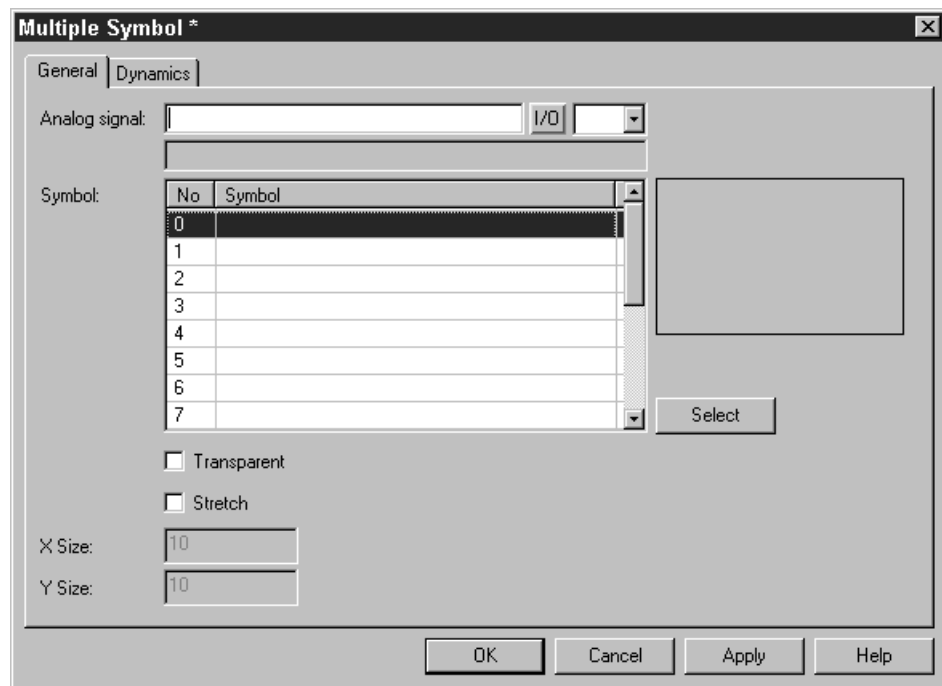 Multiple Symbol *
General Dynamics
Analog signal: I/O
Symbol: No Symbol
0
1
2
3
4
5
6
7
Select
Transparent
Stretch
X Size: 10
Y Size: 10
OK Cancel Apply Help